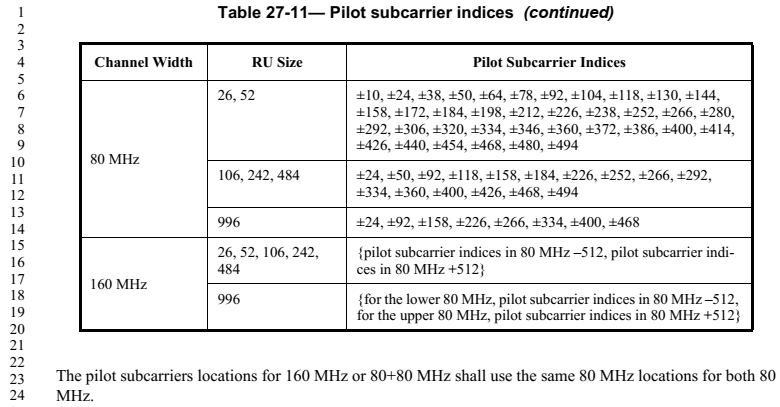 Table 27-11— Pilot subcarrier indices (continued)
1
2
3
4
5
6
7
8
9
10
11
12
13
14
15
16
17
18
19
20
21
22
23
24
Channel Width RU Size Pilot Subcarrier Indices
80 MHz
26, 52
±10, ±24, ±38, ±50, ±64, ±78, ±92, ±104, ±118, ±130, ±144,
±158, ±172, ±184, ±198, ±212, ±226, ±238, ±252, ±266, ±280,
±292, ±306, ±320, ±334, ±346, ±360, ±372, ±386, ±400, ±414,
±426, ±440, ±454, ±468, ±480, ±494
106, 242, 484
±24, ±50, ±92, ±118, ±158, ±184, ±226, ±252, ±266, ±292,
±334, ±360, ±400, ±426, ±468, ±494
996
±24, ±92, ±158, ±226, ±266, ±334, ±400, ±468
160 MHz
26, 52, 106, 242,
484
{pilot subcarrier indices in 80 MHz –512, pilot subcarrier indi-
ces in 80 MHz +512}
996
{for the lower 80 MHz, pilot subcarrier indices in 80 MHz –512,
for the upper 80 MHz, pilot subcarrier indices in 80 MHz +512}
The pilot subcarriers locations for 160 MHz or 80+80 MHz shall use the same 80 MHz locations for both 80
MHz.